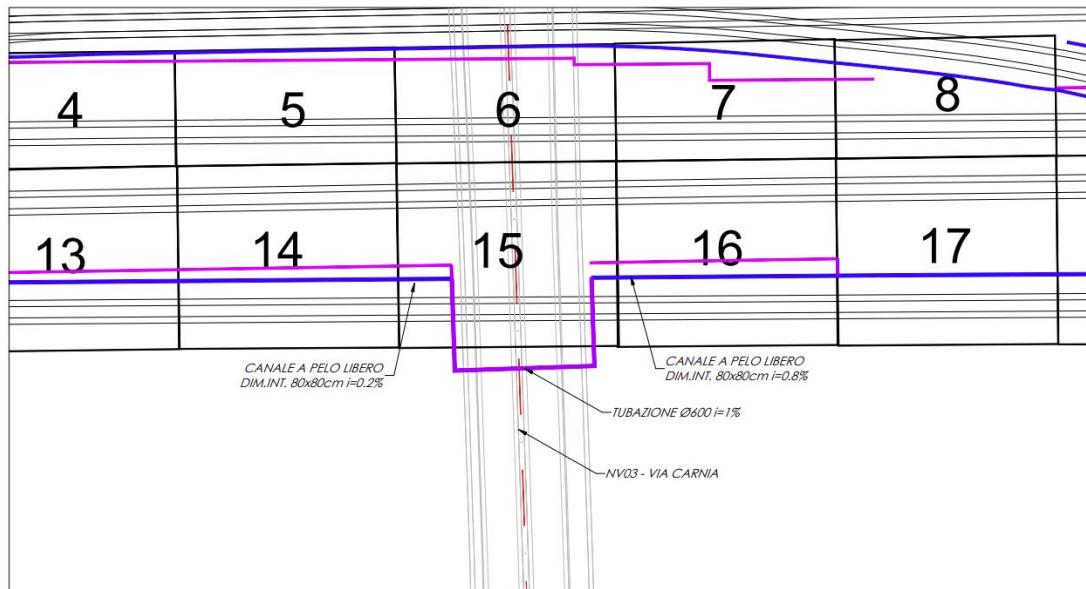 4
5
6
7
8
13
14
15
16
17
CANALE A PELO LIBERO
DIM.INT. 80x80cm i=0.2%
CANALE A PELO LIBERO
DIM.INT. 80x80cm i=0.8%
TUBAZIONE Ø600 i=1%
NV03 - VIA CARNIA